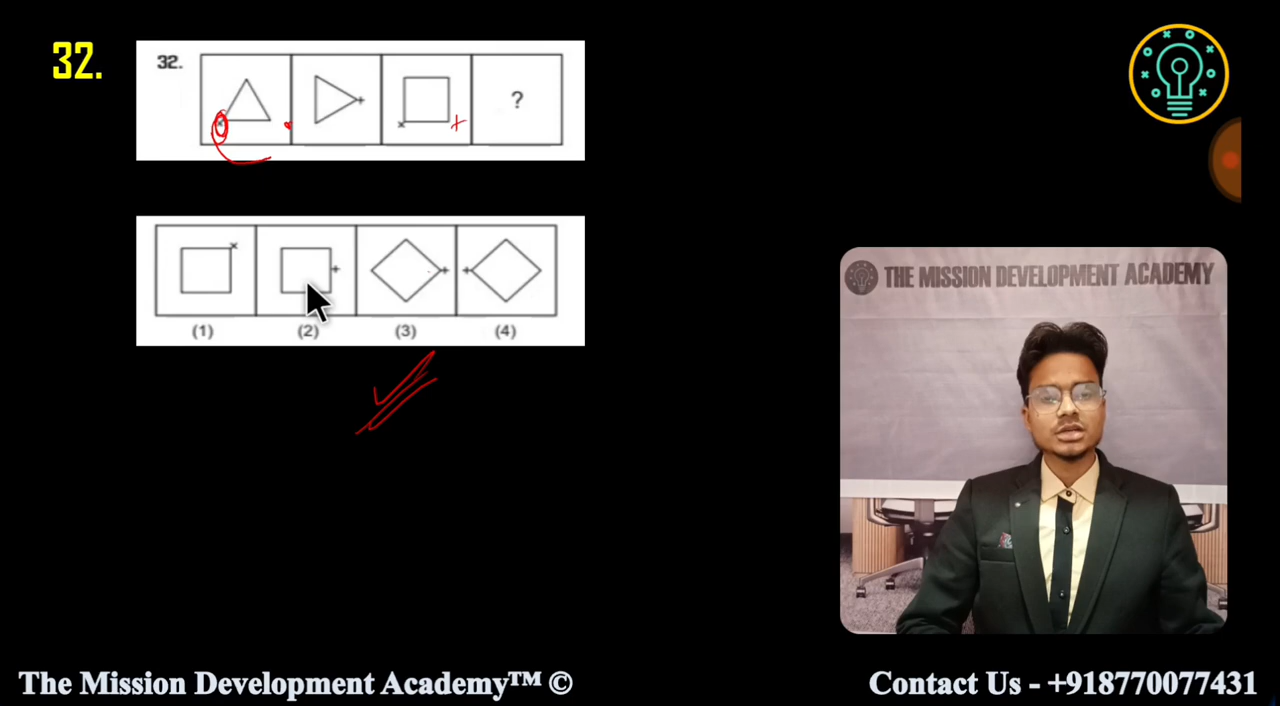 32.
32.
?
(1) (2) (3) (4)
THE MISSION DEVELOPMENT ACADEMY
The Mission Development Academy™ ©
Contact Us - +918770077431